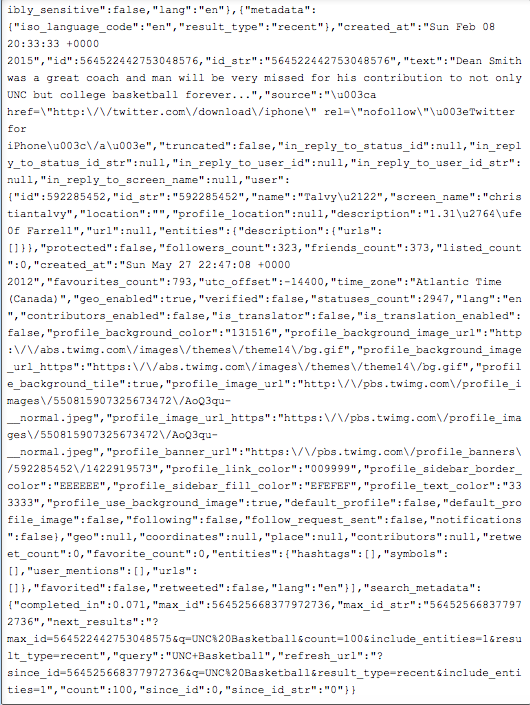 ibly_sensitive":false,"lang":"en"},{"metadata":
{"iso_language_code":"en","result_type":"recent"},"created_at":"Sun Feb 08
20:33:33 +0000
2015","id":564522442753048576,"id_str":"564522442753048576","text":"Dean Smith
was a great coach and man will be very missed for his contribution to not only
UNC but college basketball forever...","source":"\u003ca
href=\"http:\/\/twitter.com\/download\/iphone\" rel=\"nofollow\"\u003eTwitter
for
iPhone\u003c\/a\u003e","truncated":false,"in_reply_to_status_id":null,"in_repl
y_to_status_id_str":null,"in_reply_to_user_id":null,"in_reply_to_user_id_str":
null,"in_reply_to_screen_name":null,"user":
{"id":592285452,"id_str":"592285452","name":"Talvy\u2122","screen_name":"chris
tiantalvy","location":"","profile_location":null,"description":"1.31\u2764\ufe
0f Farrell","url":null,"entities":{"description":{"urls":
[]}},"protected":false,"followers_count":323,"friends_count":373,"listed_count
":0,"created_at":"Sun May 27 22:47:08 +0000
2012","favourites_count":793,"utc_offset":-14400,"time_zone":"Atlantic Time
(Canada)","geo_enabled":true,"verified":false,"statuses_count":2947,"lang":"en
","contributors_enabled":false,"is_translator":false,"is_translation_enabled":
false,"profile_background_color":"131516","profile_background_image_url":"http
:\/\/abs.twimg.com\/images\/themes\/theme14\/bg.gif","profile_background_image
_url_https":"https:\/\/abs.twimg.com\/images\/themes\/theme14\/bg.gif","profil
e_background_tile":true,"profile_image_url":"http:\/\/pbs.twimg.com\/profile_i
mages\/550815907325673472\/AoQ3qu-
__normal.jpeg","profile_image_url_https":"https:\/\/pbs.twimg.com\/profile_ima
ges\/550815907325673472\/AoQ3qu-
__normal.jpeg","profile_banner_url":"https:\/\/pbs.twimg.com\/profile_banners\
/592285452\/1422919573","profile_link_color":"009999","profile_sidebar_border_
color":"EEEEEE","profile_sidebar_fill_color":"EFEFEF","profile_text_color":"33
3333","profile_use_background_image":true,"default_profile":false,"default_pro
file_image":false,"following":false,"follow_request_sent":false,"notifications
":false},"geo":null,"coordinates":null,"place":null,"contributors":null,"retwe
et_count":0,"favorite_count":0,"entities":{"hashtags":[],"symbols":
[],"user_mentions":[],"urls":
[]},"favorited":false,"retweeted":false,"lang":"en"}],"search_metadata":
{"completed_in":0.071,"max_id":564525668377972736,"max_id_str":"56452566837797
2736","next_results":"?
max_id=564522442753048575&q=UNC%20Basketball&count=100&include_entities=1&resu
lt_type=recent","query":"UNC+Basketball","refresh_url":"?
since_id=564525668377972736&q=UNC%20Basketball&result_type=recent&include_enti
ties=1","count":100,"since_id":0,"since_id_str":"0"}}